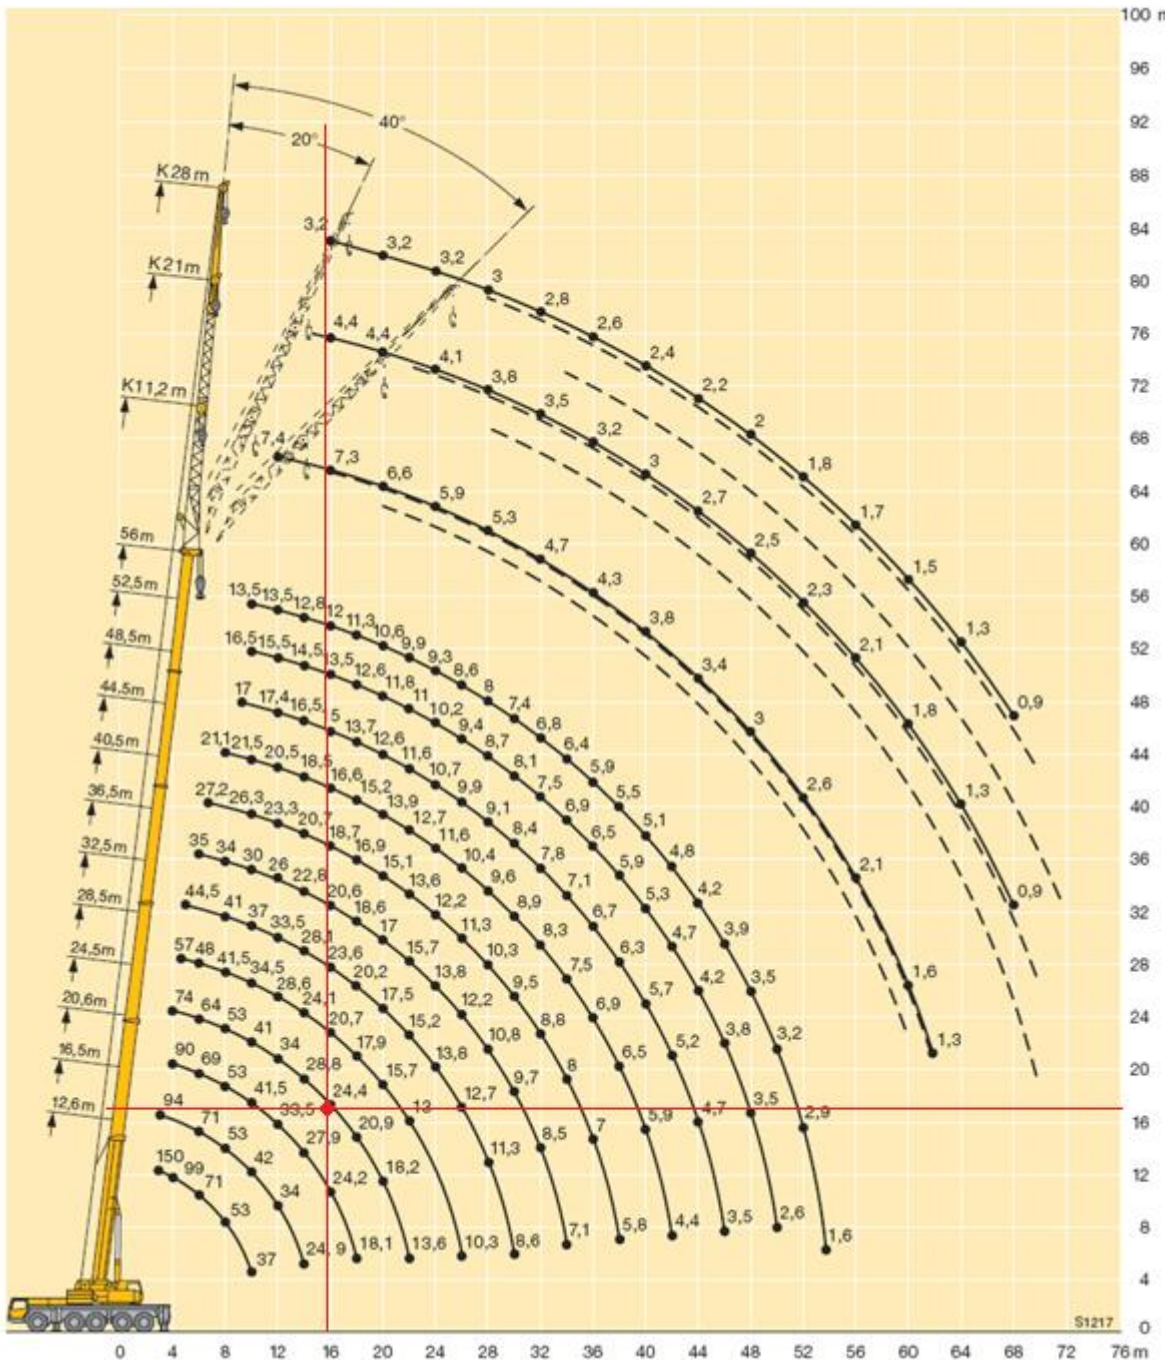 100 m
96
92
40°
20°
88
K28m
84
3,2
3,2
3,2
K21m
3
80
2,8
2,6
76
4,4
4,4
4,1
2,4
3,8
2,2
72
K11,2m
3,5
3,2
2
68
7,4
7,3
3
1,8
6,6
2,7
64
5,9
1,7
5,3
2,5
56m
4,7
1,5
60
4,3
2,3
52,5m
13,5 13,5 12,8 12 11,3 10,6 9,9 9,3 8,6 8 7,4 6,8 6,4 5,9 5,5 5,1 4,8 4,2 3,9 3,5 3,2 2,9 1,6
3,8
1,3
56
48,5m
16,5 15,5 14,5 13,5 12,6 11,8 11 10,2 9,4 8,7 8,1 7,5 6,9 6,5 5,9 5,3 4,7 4,2 3,8 3,5 2,6
3,4
2,1
52
44,5m
17 17,4 16,5 13,7 12,6 11,6 10,7 9,9 9,1 8,4 7,8 7,1 6,7 6,3 5,7 5,2 4,7 3,5
3
1,8
0,9
48
40,5m
21,1 21,5 20,5 18,5 16,6 15,2 13,9 12,7 11,6 10,4 9,6 8,9 8,3 7,5 6,9 6,5 5,9 4,4
2,6
1,3
44
36,5m
27,2 26,3 23,3 20,7 18,7 16,9 15,1 13,6 12,2 11,3 10,3 9,5 8,8 8 7 5,8
2,1
0,9
40
32,5m
35 34 30 26 22,8 20,6 18,6 17 15,7 13,8 12,2 10,8 9,7 8,5 7,1
1,6
36
28,5m
44,5 41 37 33,5 28,1 23,6 20,2 17,5 15,2 13,8 12,7 11,3 8,6
1,3
32
24,5m
57 48 41,5 34,5 28,6 24,1 20,7 17,9 15,7 13 10,3
28
20,6m
74 64 53 41 34 28,8 24,4 20,9 18,2 13,6
24
16,5m
90 69 53 41,5 33,5 27,9 24,2 18,1
20
12,6m
94 71 53 42 34 24,9
16
150 99 71 53 37
12
8
4
S1217
0
0 4 8 12 16 20 24 28 32 36 40 44 48 52 56 60 64 68 72 76 m